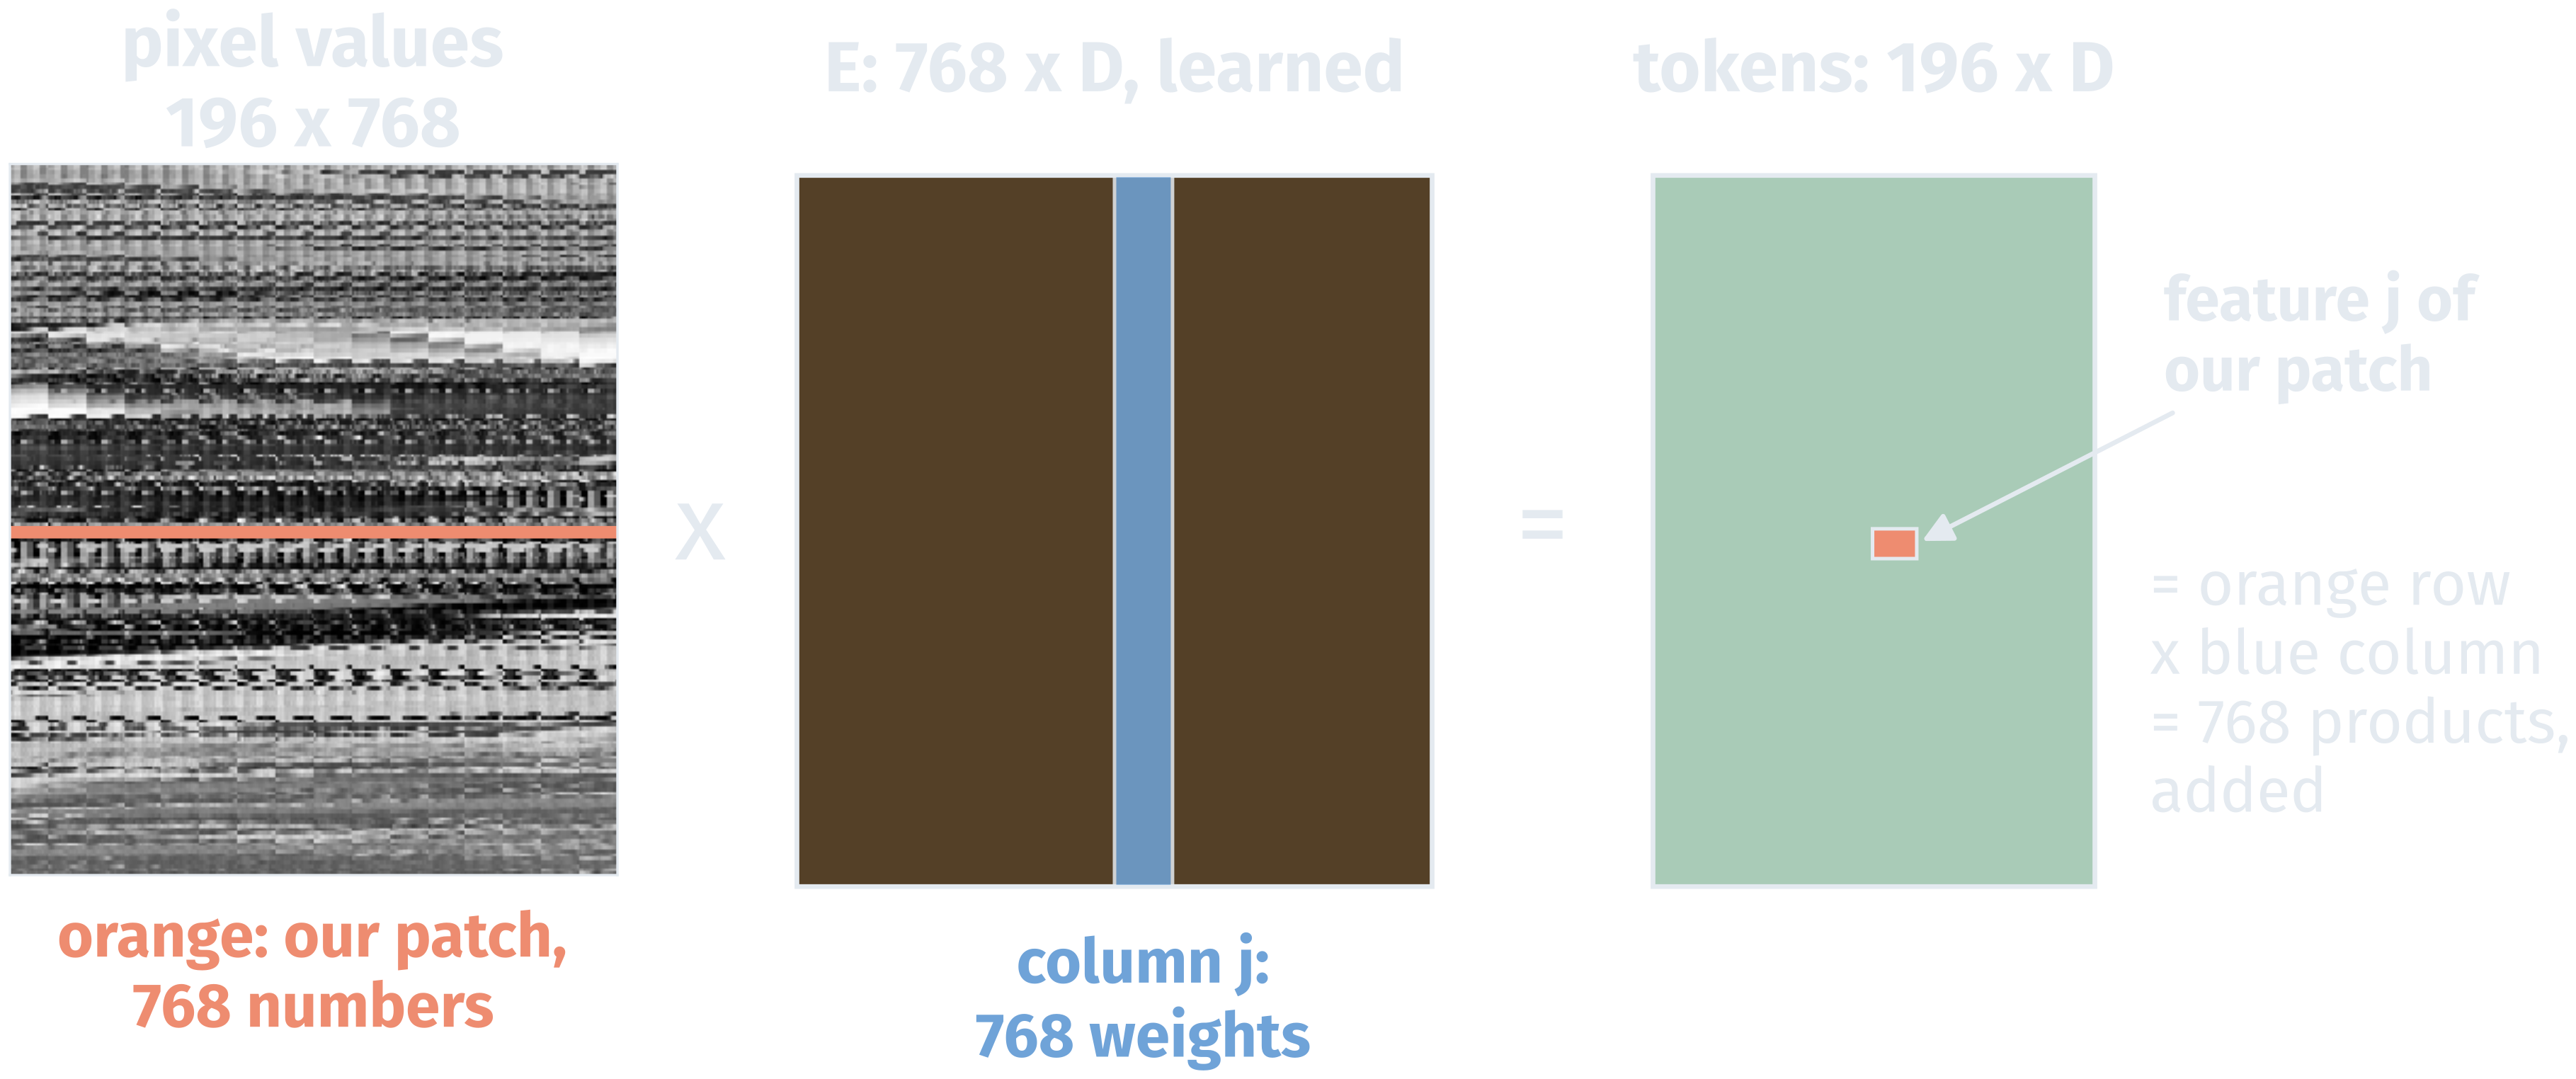 pixel values
196 x 768
E: 768 x D, learned
tokens: 196 x D
x
=
feature j of
our patch
= orange row
x blue column
= 768 products,
added
orange: our patch,
768 numbers
column j:
768 weights